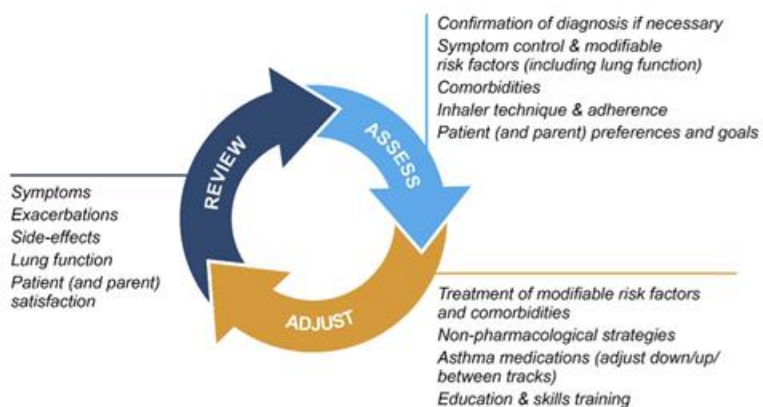 Confirmation of diagnosis if necessary
Symptom control & modifiable
risk factors (including lung function)
Comorbidities
Inhaler technique & adherence
Patient (and parent) preferences and goals
REVIEW
ASSESS
Symptoms
Exacerbations
Side-effects
Lung function
Patient (and parent)
satisfaction
ADJUST
Treatment of modifiable risk factors
and comorbidities
Non-pharmacological strategies
Asthma medications (adjust down/up/
between tracks)
Education & skills training